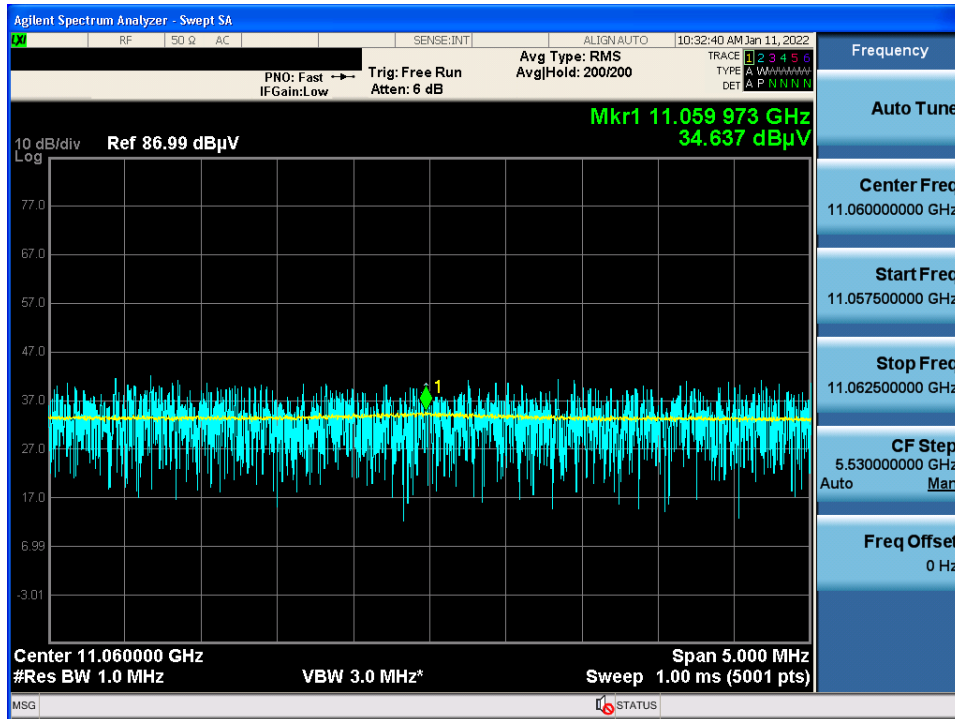 Agilent Spectrum Analyzer - Swept SA
LXI RF 50 Ω AC SENSE:INT ALIGN AUTO 10:32:40 AM Jan 11, 2022
Frequency
PNO: Fast Trig: Free Run Avg Type: RMS TRACE 1 2 3 4 5 6
IFGain:Low Atten: 6 dB Avg|Hold: 200/200 TYPE A WWWWW
DET A P N N N N
Auto Tune
Mkr1 11.059 973 GHz
34.637 dBµV
10 dB/div Ref 86.99 dBµV
Log
77.0
67.0
57.0
47.0
37.0
27.0
17.0
6.99
-3.01
1
Center Freq
11.060000000 GHz
Start Freq
11.057500000 GHz
Stop Freq
11.062500000 GHz
CF Step
5.530000000 GHz
Auto Man
Freq Offset
0 Hz
Center 11.060000 GHz Span 5.000 MHz
#Res BW 1.0 MHz VBW 3.0 MHz* Sweep 1.00 ms (5001 pts)
MSG STATUS